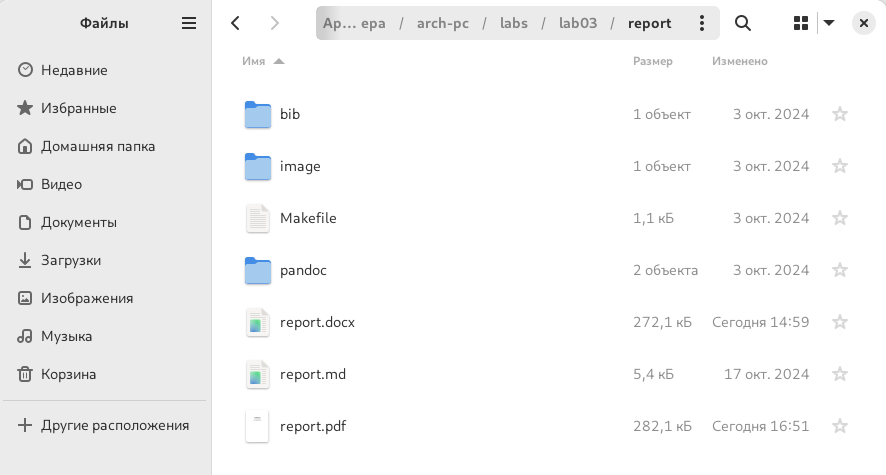 Файлы
Недавние
Избранные
Домашняя папка
Видео
Документы
Загрузки
Изображения
Музыка
Корзина
Другие расположения
Ар… ера / arch-pc / labs / lab03 / report
Имя Размер Изменено
bib 1 объект 3 окт. 2024
image 1 объект 3 окт. 2024
Makefile 1,1 кБ 3 окт. 2024
pandoc 2 объекта 3 окт. 2024
report.docx 272,1 кБ Сегодня 14:59
report.md 5,4 кБ 17 окт. 2024
report.pdf 282,1 кБ Сегодня 16:51